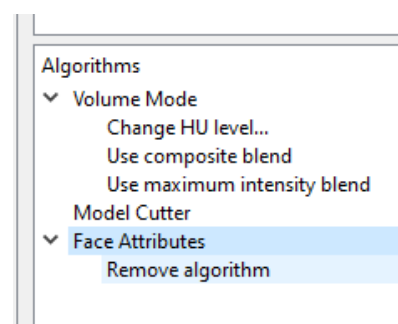 Algorithms
Volume Mode
Change HU level...
Use composite blend
Use maximum intensity blend
Model Cutter
Face Attributes
Remove algorithm